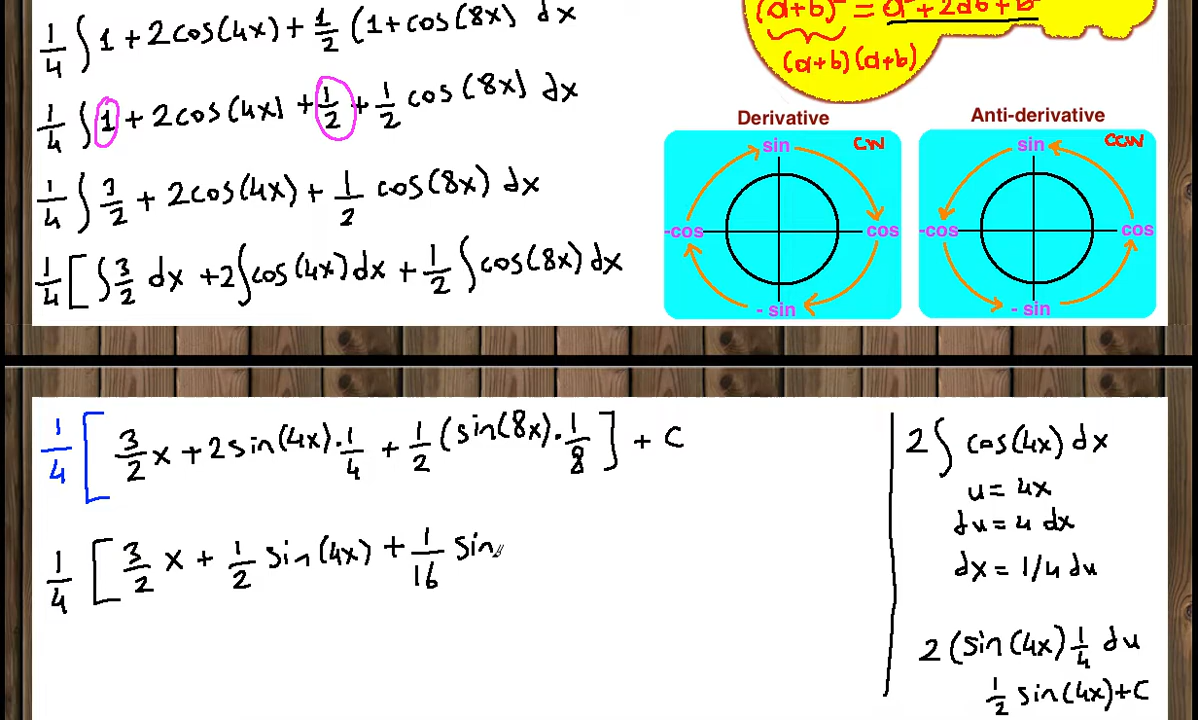 1/4 ∫ 1 + 2cos(4x) + 1/2 (1+cos(8x) dx
1/4 ∫ 1 + 2cos(4x) + 1/2 + 1/2 cos(8x) dx
1/4 ∫ 3/2 + 2cos(4x) + 1/2 cos(8x) dx
1/4 [ ∫ 3/2 dx + 2∫cos(4x)dx + 1/2 ∫cos(8x)dx
(a+b)² = a² + 2ab + b²
(a+b)(a+b)
Derivative
sin
CW
-cos
cos
- sin
Anti-derivative
sin
CCW
-cos
cos
- sin
1/4 [ 3/2 x + 2sin(4x)·1/4 + 1/2 (sin(8x)·1/8 ] + C
1/4 [ 3/2 x + 1/2 sin(4x) + 1/16 sin
2 ∫ cos(4x) dx
u = 4x
du = 4 dx
dx = 1/4 du
2 (sin(4x) 1/4 du
1/2 sin(4x)+C